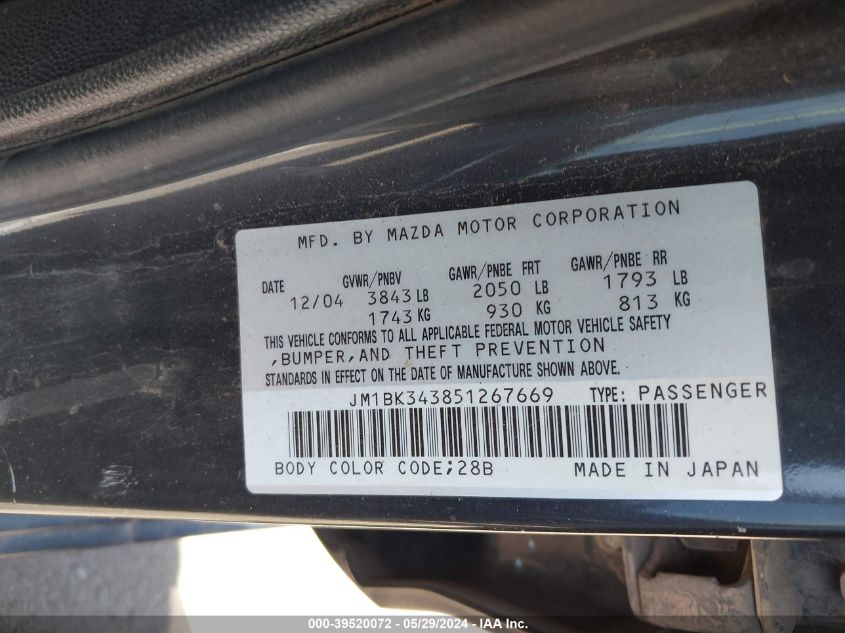 MFD. BY MAZDA MOTOR CORPORATION
DATE GVWR/PNBV GAWR/PNBE FRT GAWR/PNBE RR
12/04 3843 LB 2050 LB 1793 LB
1743 KG 930 KG 813 KG
THIS VEHICLE CONFORMS TO ALL APPLICABLE FEDERAL MOTOR VEHICLE SAFETY
,BUMPER,AND THEFT PREVENTION
STANDARDS IN EFFECT ON THE DATE OF MANUFACTURE SHOWN ABOVE.
JM1BK343851267669 TYPE: PASSENGER
BODY COLOR CODE;28B MADE IN JAPAN
000-39520072 - 05/29/2024 - IAA Inc.